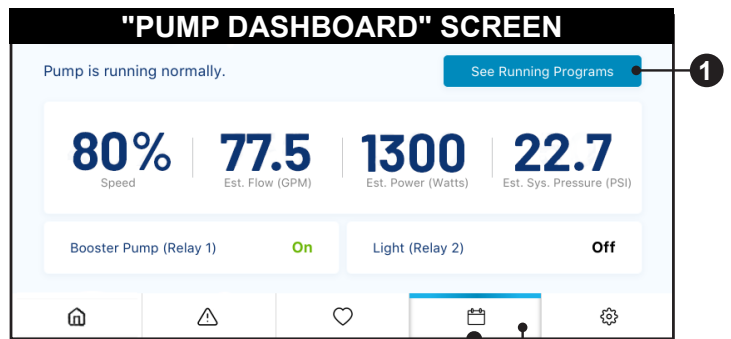 "PUMP DASHBOARD" SCREEN
Pump is running normally.
See Running Programs
1
80% 77.5 1300 22.7
Speed Est. Flow (GPM) Est. Power (Watts) Est. Sys. Pressure (PSI)
Booster Pump (Relay 1) On Light (Relay 2) Off